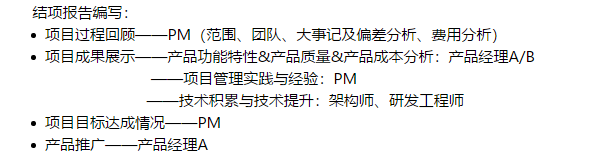 结项报告编写：
• 项目过程回顾——PM（范围、团队、大事记及偏差分析、费用分析）
• 项目成果展示——产品功能特性&产品质量&产品成本分析：产品经理A/B
——项目管理实践与经验：PM
——技术积累与技术提升：架构师、研发工程师
• 项目目标达成情况——PM
• 产品推广——产品经理A